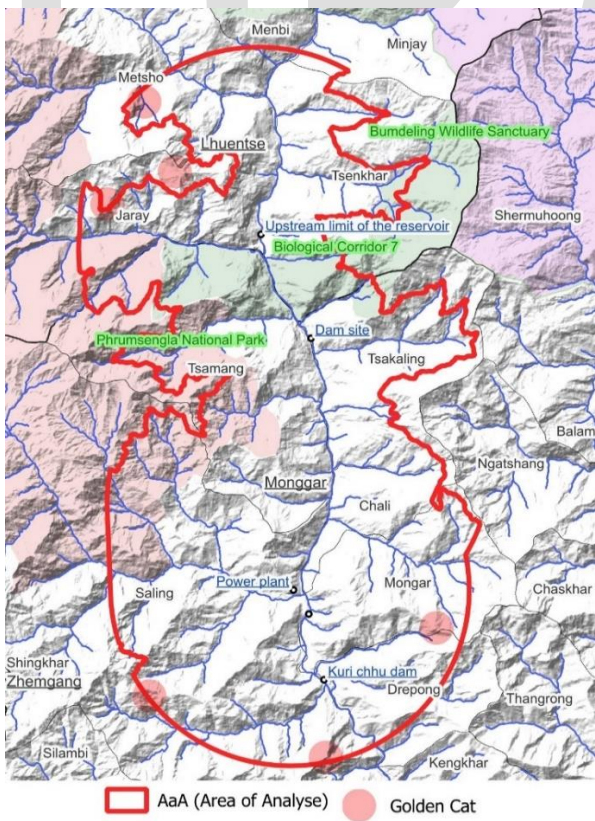 Menbi
Minjay
Metsho
Bumdeling Wildlife Sanctuary
Lhuentse
Tsenkhar
Shermuhoong
Jaray
Upstream limit of the reservoir
Biological Corridor 7
Phrumsengla National Park
Dam site
Tsakaling
Tsamang
Balam
Ngatshang
Monggar
Chali
Power plant
Mongar
Saling
Chaskhar
Shingkhar
Zhemgang
Kuri chhu dam
Drepong
Thangrong
Silambi
Kengkhar
AaA (Area of Analyse)
Golden Cat